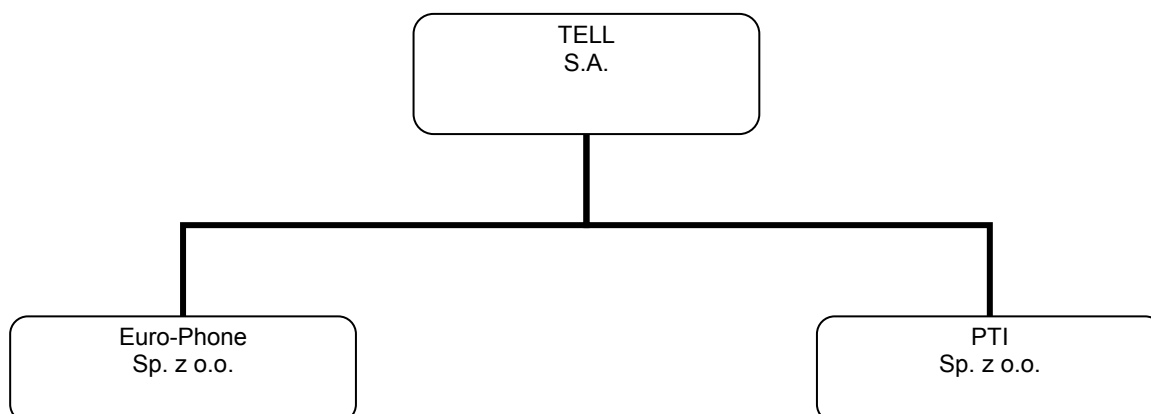 TELL
S.A.
Euro-Phone
Sp. z o.o.
PTI
Sp. z o.o.